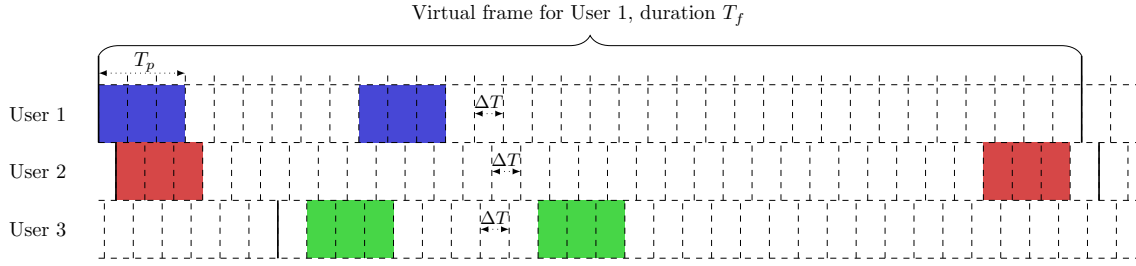 Virtual frame for User 1, duration T_f
T_p
User 1
ΔT
User 2
ΔT
User 3
ΔT